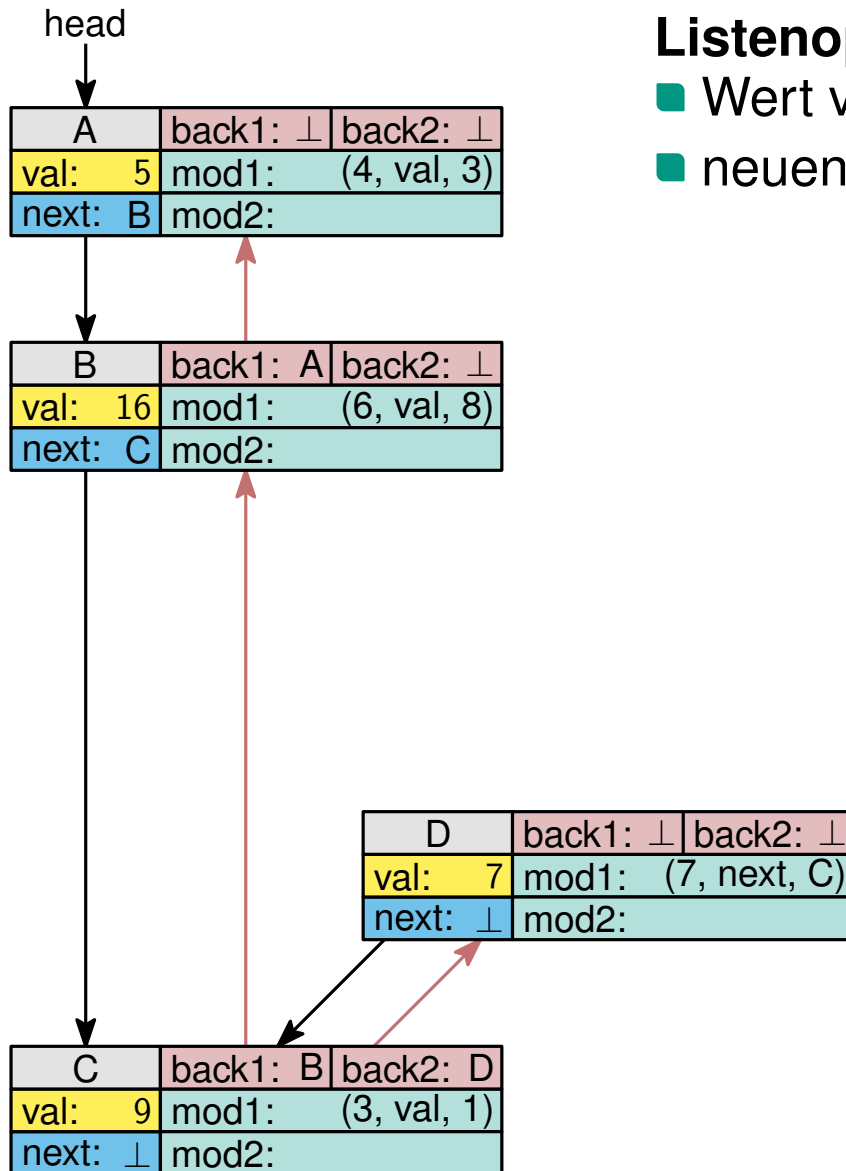 head
Listenop
Wert v
neuen
A back1: ⊥ back2: ⊥
val: 5 mod1: (4, val, 3)
next: B mod2:
B back1: A back2: ⊥
val: 16 mod1: (6, val, 8)
next: C mod2:
D back1: ⊥ back2: ⊥
val: 7 mod1: (7, next, C)
next: ⊥ mod2:
C back1: B back2: D
val: 9 mod1: (3, val, 1)
next: ⊥ mod2: